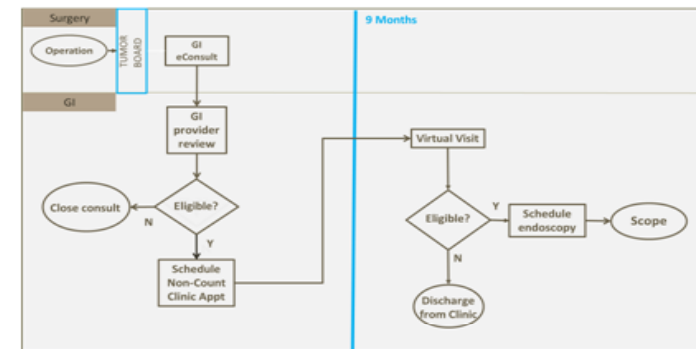 Surgery
9 Months
Operation
TUMOR
BOARD
GI
eConsult
GI
GI
provider
review
Virtual Visit
Close consult
N
Eligible?
Y
Schedule
Non-Count
Clinic Appt
Eligible?
Y
Schedule
endoscopy
Scope
N
Discharge
from Clinic